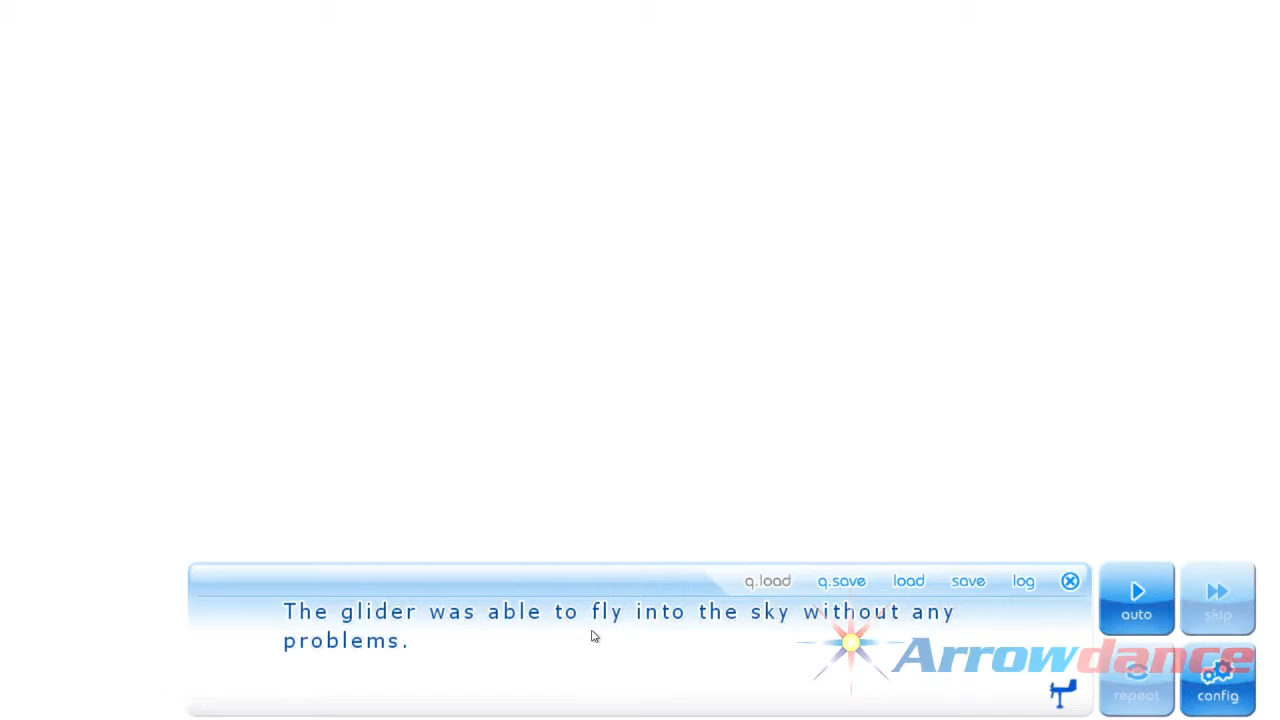 q.load q.save load save log
The glider was able to fly into the sky without any
problems.
auto
skip
Arrowdance
repeat
config